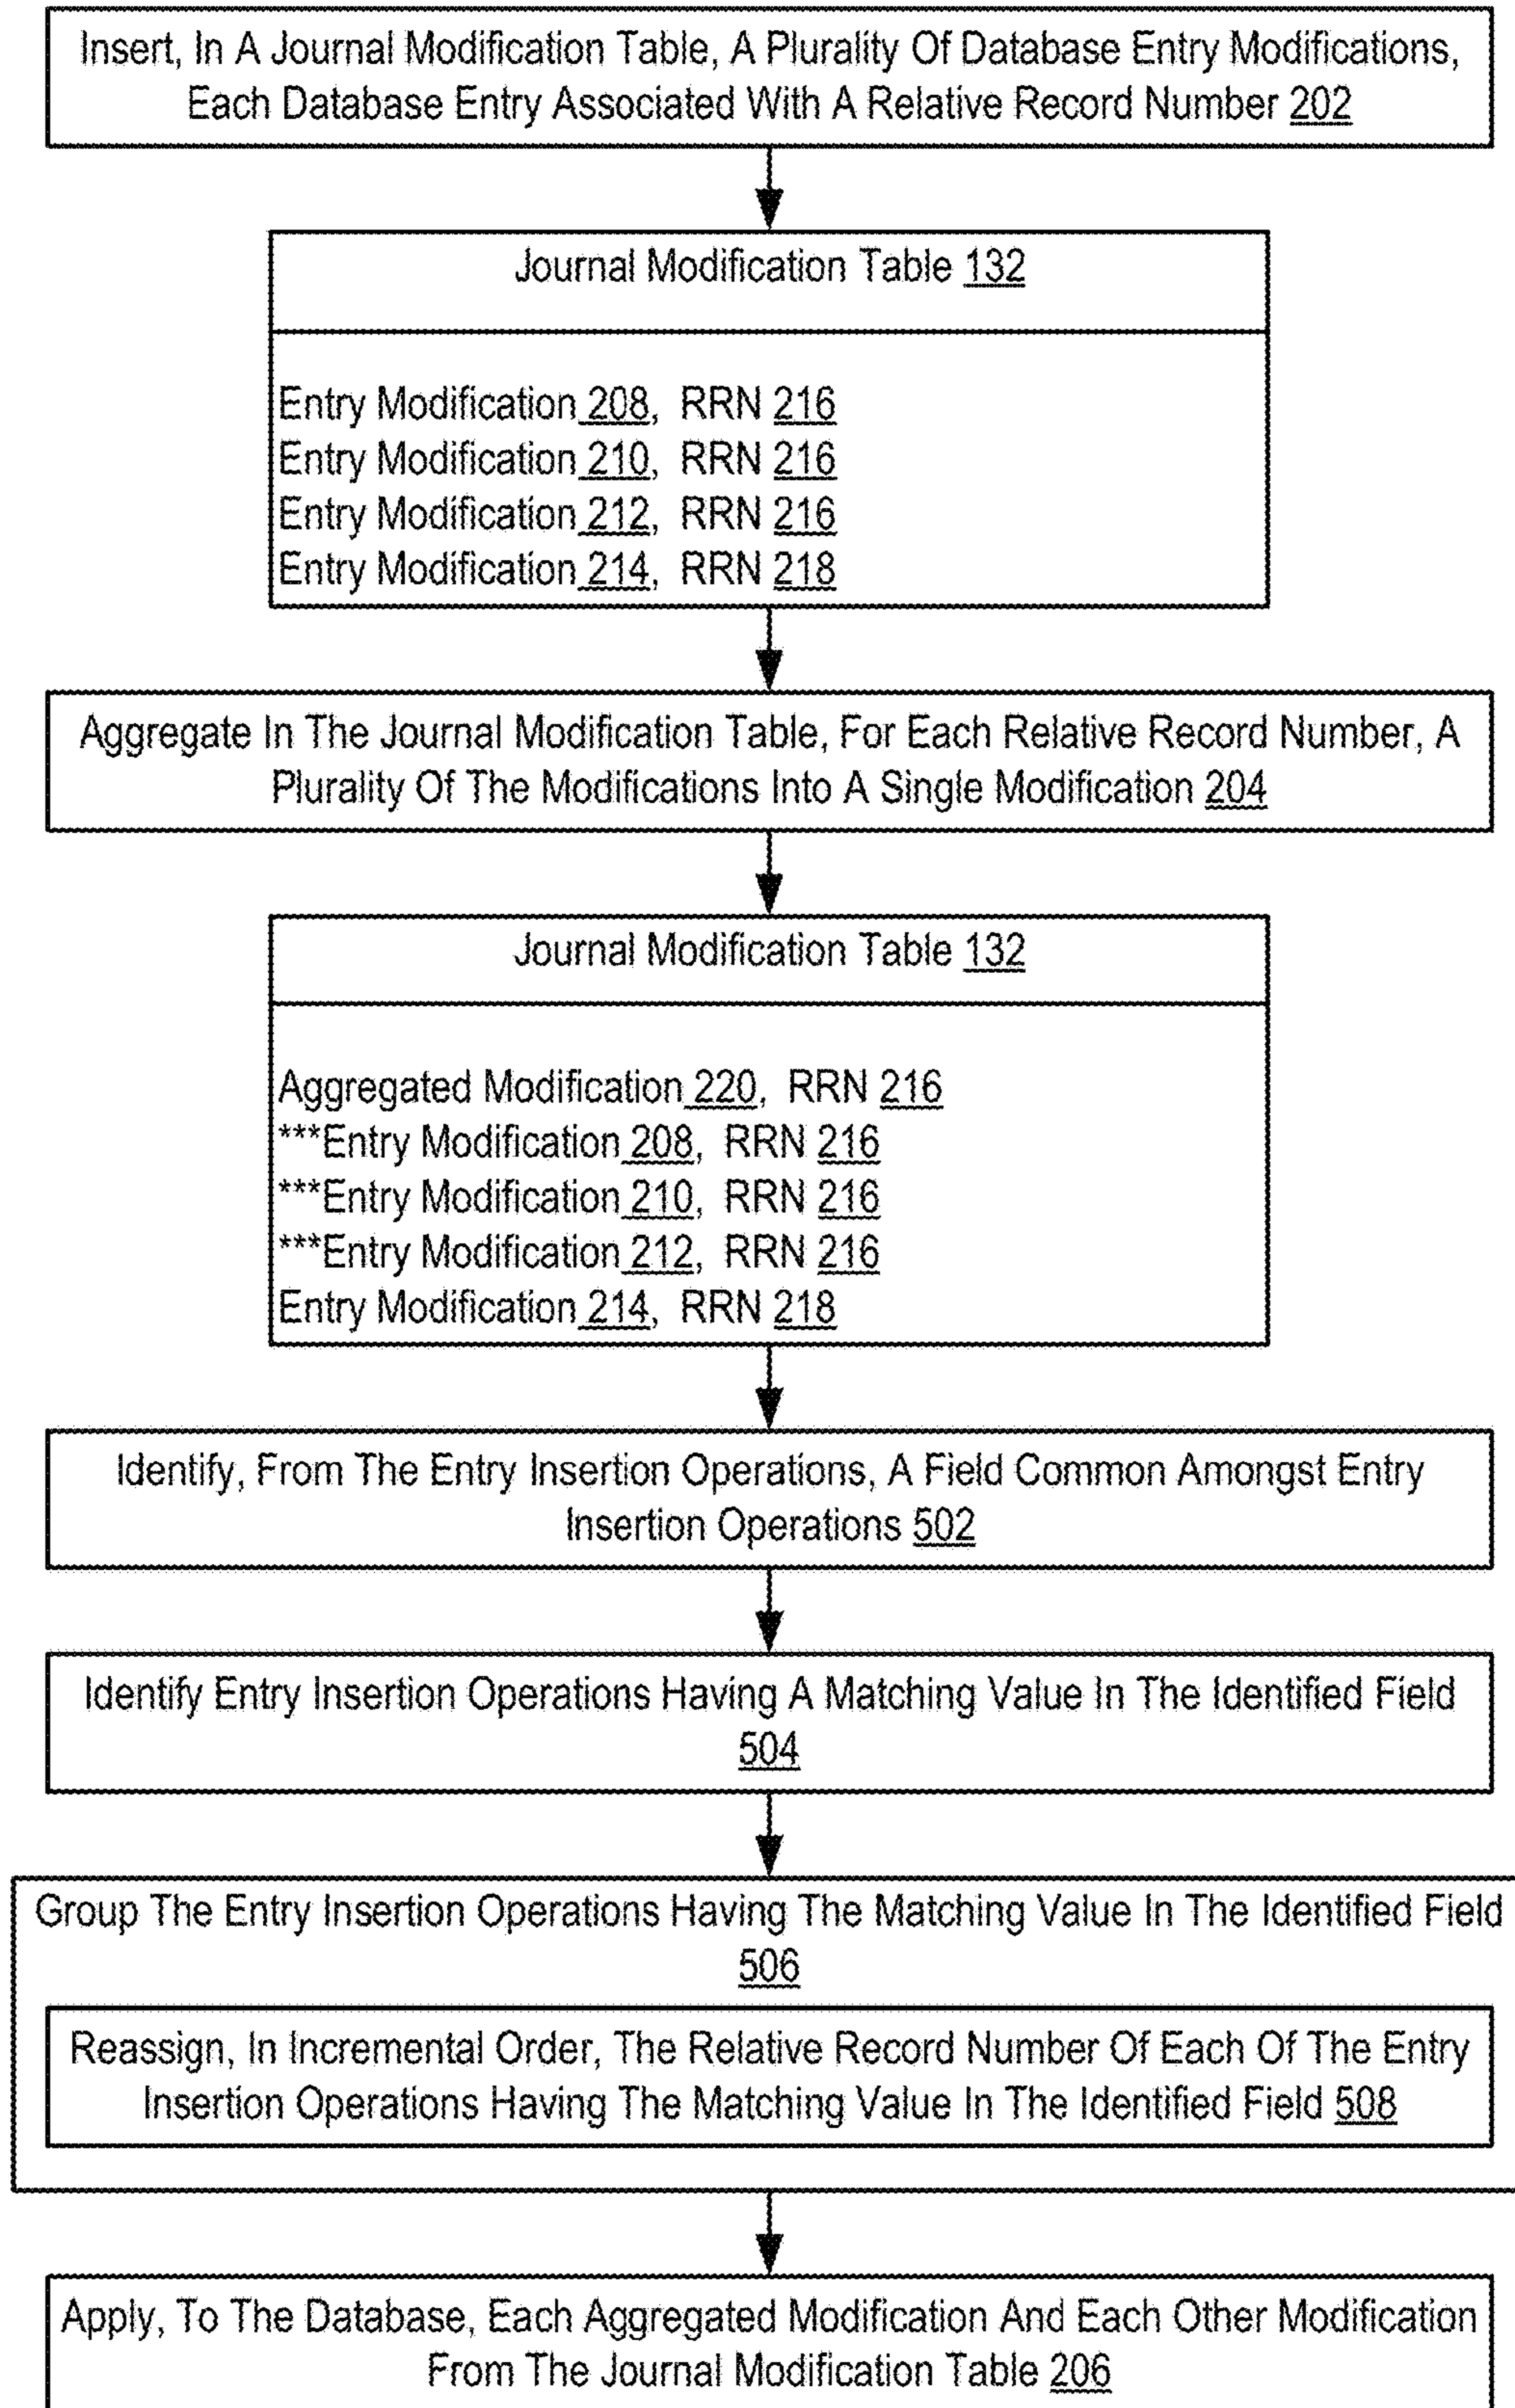 Insert, In A Journal Modification Table, A Plurality Of Database Entry Modifications,
Each Database Entry Associated With A Relative Record Number 202
Journal Modification Table 132
Entry Modification 208, RRN 216
Entry Modification 210, RRN 216
Entry Modification 212, RRN 216
Entry Modification 214, RRN 218
Aggregate In The Journal Modification Table, For Each Relative Record Number, A
Plurality Of The Modifications Into A Single Modification 204
Journal Modification Table 132
Aggregated Modification 220, RRN 216
***Entry Modification 208, RRN 216
***Entry Modification 210, RRN 216
***Entry Modification 212, RRN 216
Entry Modification 214, RRN 218
Identify, From The Entry Insertion Operations, A Field Common Amongst Entry
Insertion Operations 502
Identify Entry Insertion Operations Having A Matching Value In The Identified Field
504
Group The Entry Insertion Operations Having The Matching Value In The Identified Field
506
Reassign, In Incremental Order, The Relative Record Number Of Each Of The Entry
Insertion Operations Having The Matching Value In The Identified Field 508
Apply, To The Database, Each Aggregated Modification And Each Other Modification
From The Journal Modification Table 206